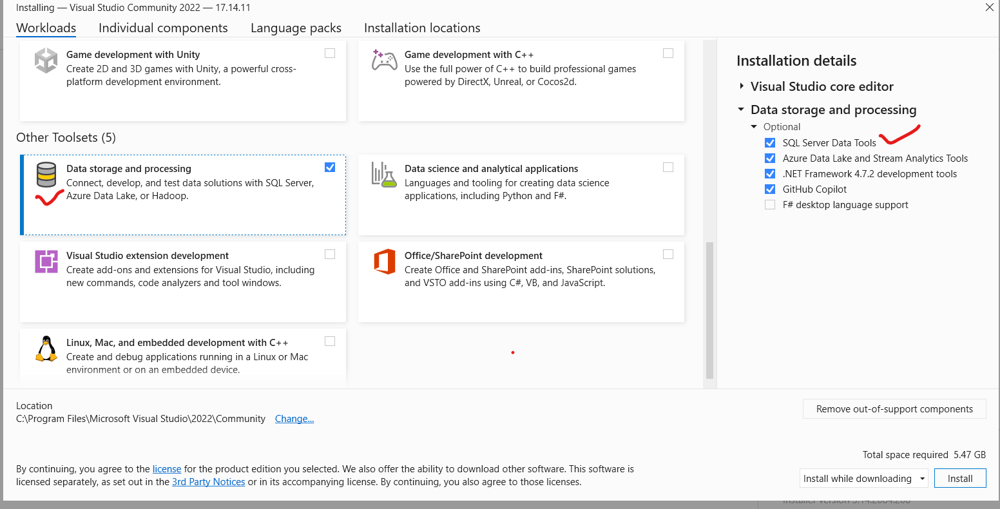 Installing — Visual Studio Community 2022 — 17.14.11
Workloads Individual components Language packs Installation locations
Game development with Unity
Create 2D and 3D games with Unity, a powerful cross-
platform development environment.
Game development with C++
Use the full power of C++ to build professional games
powered by DirectX, Unreal, or Cocos2d.
Other Toolsets (5)
Data storage and processing
Connect, develop, and test data solutions with SQL Server,
Azure Data Lake, or Hadoop.
Data science and analytical applications
Languages and tooling for creating data science
applications, including Python and F#.
Visual Studio extension development
Create add-ons and extensions for Visual Studio, including
new commands, code analyzers and tool windows.
Office/SharePoint development
Create Office and SharePoint add-ins, SharePoint solutions,
and VSTO add-ins using C#, VB, and JavaScript.
Linux, Mac, and embedded development with C++
Create and debug applications running in a Linux or Mac
environment or on an embedded device.
Installation details
Visual Studio core editor
Data storage and processing
Optional
SQL Server Data Tools
Azure Data Lake and Stream Analytics Tools
.NET Framework 4.7.2 development tools
GitHub Copilot
F# desktop language support
Location
C:\Program Files\Microsoft Visual Studio\2022\Community Change...
Remove out-of-support components
Total space required 5.47 GB
By continuing, you agree to the license for the product edition you selected. We also offer the ability to download other software. This software is
licensed separately, as set out in the 3rd Party Notices or in its accompanying license. By continuing, you also agree to those licenses.
Install while downloading
Install